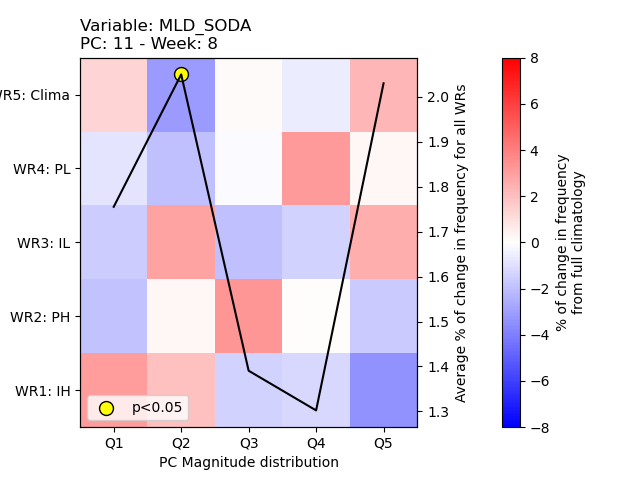 Variable: MLD_SODA
PC: 11 - Week: 8
WR5: Clima
WR4: PL
WR3: IL
WR2: PH
WR1: IH
p<0.05
Q1 Q2 Q3 Q4 Q5
PC Magnitude distribution
2.0
1.9
1.8
1.7
1.6
1.5
1.4
1.3
Average % of change in frequency for all WRs
8
6
4
2
0
−2
−4
−6
−8
% of change in frequency
from full climatology